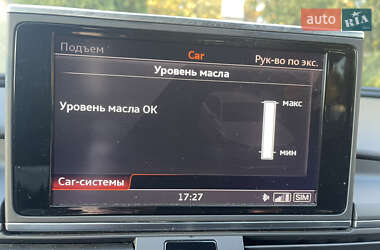 auto RIA
Подъем Car Рук-во по экс.
Уровень масла
Уровень масла ОК
макс
мин
Car-системы
17:27 SIM